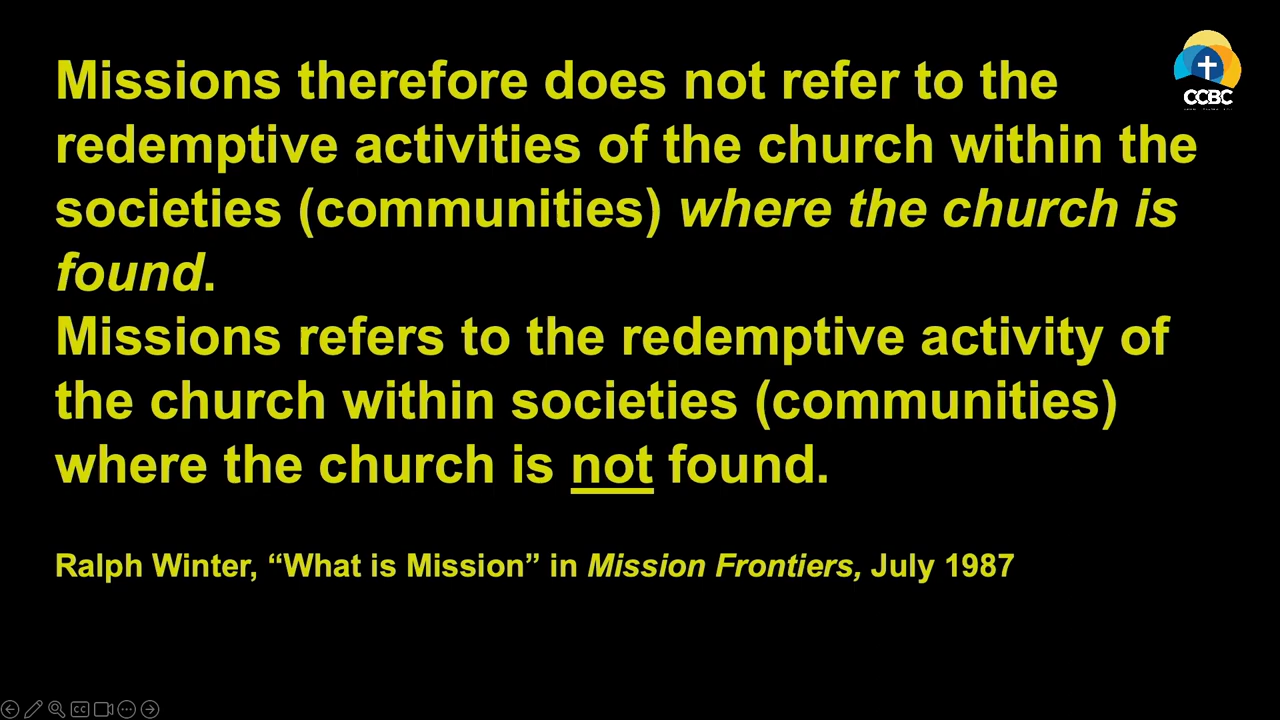 Missions therefore does not refer to the
redemptive activities of the church within the
societies (communities) where the church is
found.
Missions refers to the redemptive activity of
the church within societies (communities)
where the church is not found.
Ralph Winter, “What is Mission” in Mission Frontiers, July 1987
CCBC
CC